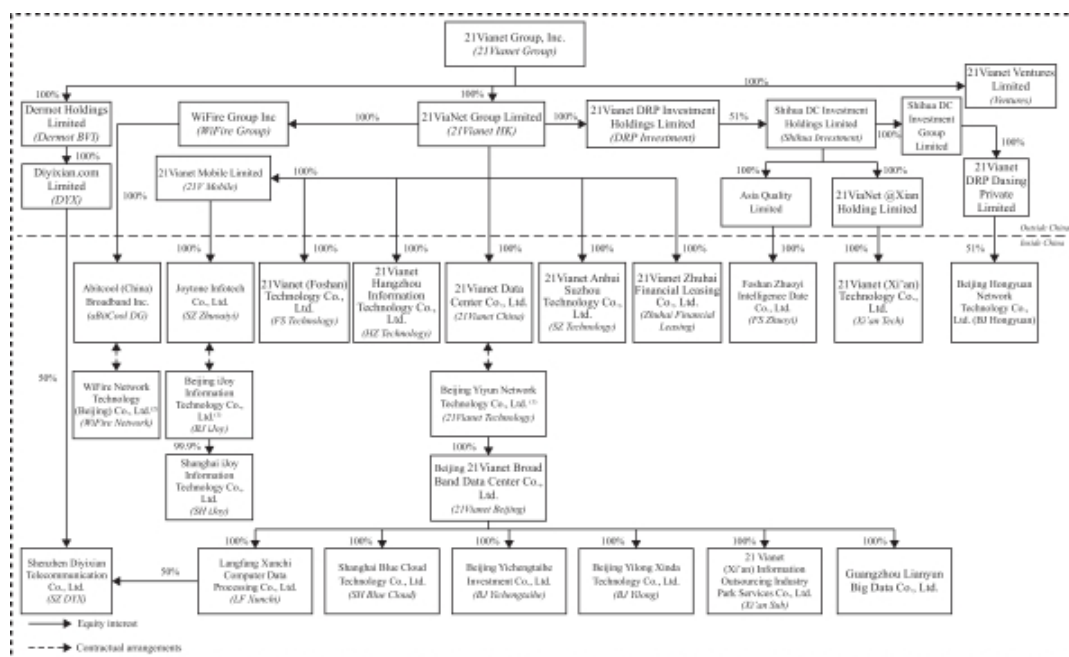 21Vianet Group, Inc.
(21Vianet Group)
100%
100%
100%
21Vianet Ventures
Limited
(Ventures)
Dermot Holdings
Limited
(Dermot BVI)
WiFire Group Inc
(WiFire Group)
100%
21ViaNet Group Limited
(21Vianet HK)
100%
21Vianet DRP Investment
Holdings Limited
(DRP Investment)
51%
Shihua DC Investment
Holdings Limited
(Shihua Investment)
100%
Shihua DC
Investment
Group
Limited
100%
Diyixian.com
Limited
(DYX)
100%
21Vianet Mobile Limited
(21V Mobile)
100%
100%
Asia Quality
Limited
100%
21ViaNet @Xian
Holding Limited
100%
21Vianet
DRP Daxing
Private
Limited
Outside China
Inside China
100%
100%
100%
100%
100%
100%
100%
100%
51%
Abitcool (China)
Broadband Inc.
(aBitCool DG)
Joytone Infotech
Co., Ltd.
(SZ Zhuoaiyi)
21Vianet (Foshan)
Technology Co.,
Ltd.
(FS Technology)
21Vianet
Hangzhou
Information
Technology Co.,
Ltd.
(HZ Technology)
21Vianet Data
Center Co., Ltd.
(21Vianet China)
21Vianet Anhui
Suzhou
Technology Co.,
Ltd.
(SZ Technology)
21Vianet Zhuhai
Financial Leasing
Co., Ltd.
(Zhuhai Financial
Leasing)
Foshan Zhuoyi
Intelligence Date
Co., Ltd.
(FS Zhuoyi)
21Vianet (Xi'an)
Technology Co.,
Ltd.
(Xi'an Tech)
Beijing Hongyuan
Network
Technology Co.,
Ltd. (BJ Hongyuan)
50%
WiFire Network
Technology
(Beijing) Co., Ltd.
(WiFire Network)
Beijing iJoy
Information
Technology Co.,
Ltd.
(BJ iJoy)
Beijing Yiyun Network
Technology Co., Ltd.
(21Vianet Technology)
99.9%
Shanghai iJoy
Information
Technology Co.,
Ltd.
(SH iJoy)
100%
Beijing 21Vianet Broad
Band Data Center Co.,
Ltd.
(21Vianet Beijing)
100%
100%
100%
100%
100%
100%
Shenzhen Diyixian
Telecommunication
Co., Ltd.
(SZ DYX)
50%
Langfang Xunchi
Computer Data
Processing Co., Ltd.
(LF Xunchi)
Shanghai Blue Cloud
Technology Co., Ltd.
(SH Blue Cloud)
Beijing Yichengtaihe
Investment Co., Ltd.
(BJ Yichengtaihe)
Beijing Yilong Xinda
Technology Co., Ltd.
(BJ Yilong)
21 Vianet
(Xi'an) Information
Outsourcing Industry
Park Services Co., Ltd.
(Xi'an Sub)
Guangzhou Lianyun
Big Data Co., Ltd.
Equity interest
Contractual arrangements